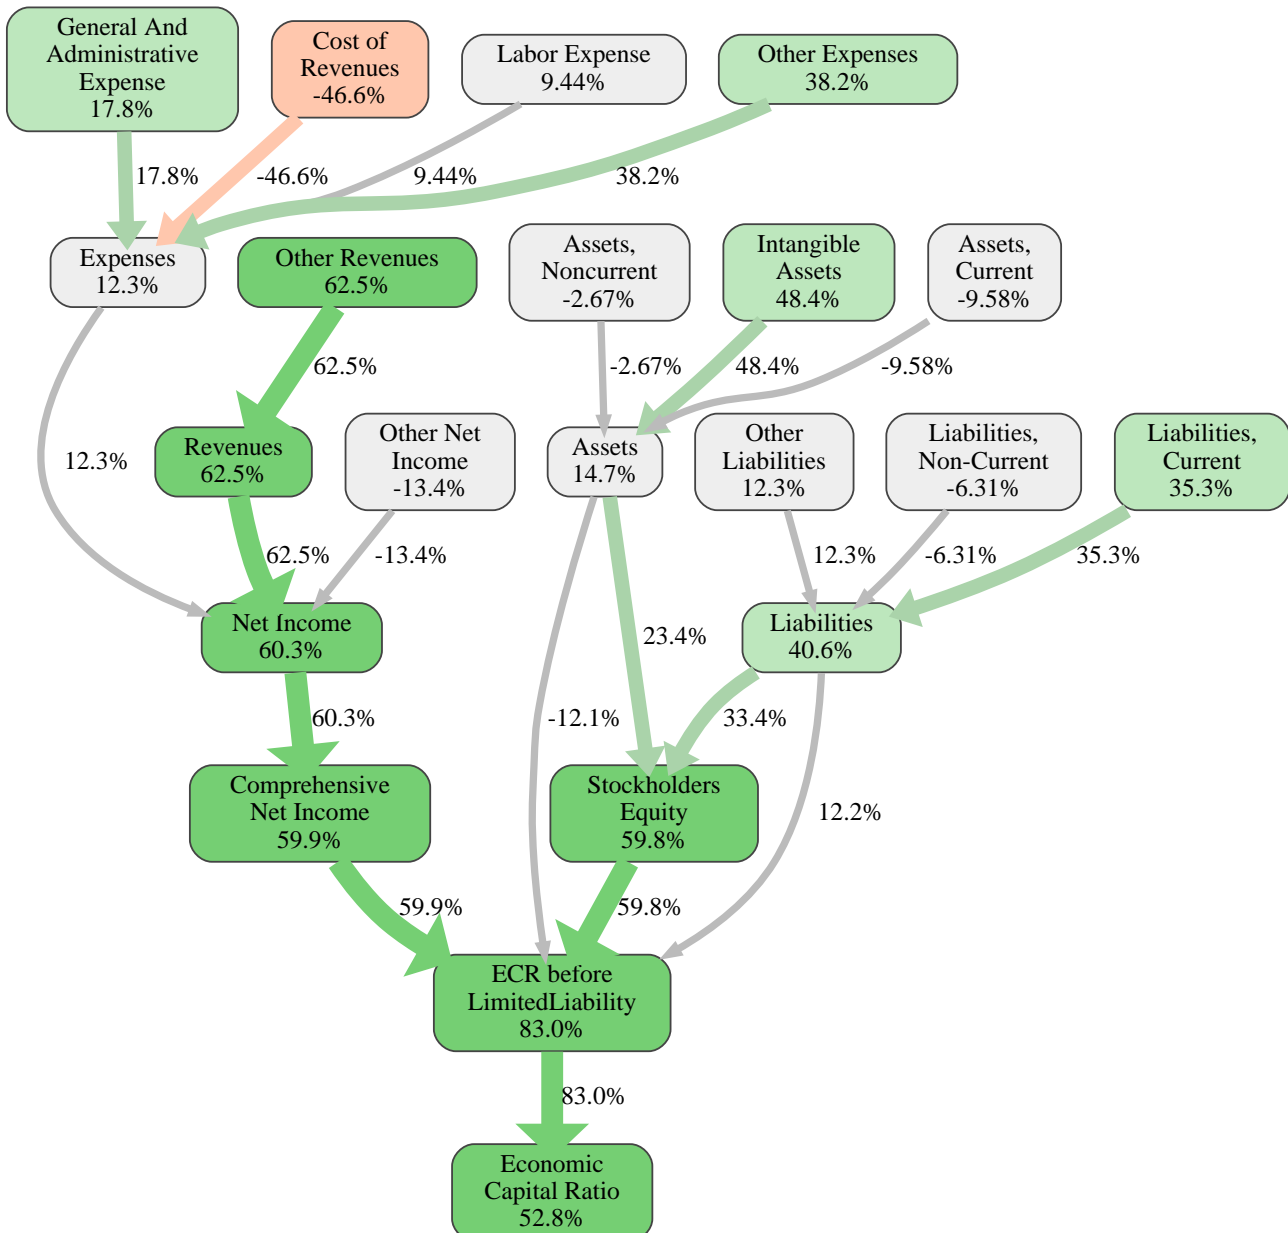 General And
Administrative
Expense
17.8%
Cost of
Revenues
-46.6%
Labor Expense
9.44%
Other Expenses
38.2%
17.8%
-46.6%
9.44%
38.2%
Expenses
12.3%
Other Revenues
62.5%
Assets,
Noncurrent
-2.67%
Intangible
Assets
48.4%
Assets,
Current
-9.58%
62.5%
-2.67%
48.4%
-9.58%
Revenues
62.5%
Other Net
Income
-13.4%
Assets
14.7%
Other
Liabilities
12.3%
Liabilities,
Non-Current
-6.31%
Liabilities,
Current
35.3%
12.3%
62.5%
-13.4%
12.3%
-6.31%
35.3%
Net Income
60.3%
23.4%
Liabilities
40.6%
60.3%
-12.1%
33.4%
Comprehensive
Net Income
59.9%
Stockholders
Equity
59.8%
12.2%
59.9%
59.8%
ECR before
LimitedLiability
83.0%
83.0%
Economic
Capital Ratio
52.8%